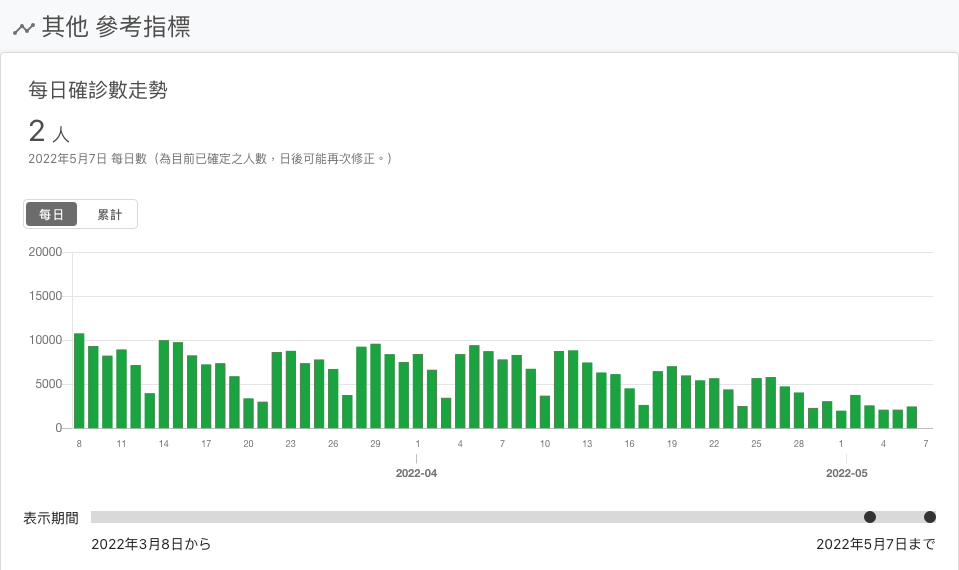 其他 參考指標
每日確診數走勢
2 人
2022年5月7日 每日數（為目前已確定之人數，日後可能再次修正。）
每日 累計
20000
15000
10000
5000
0
8 11 14 17 20 23 26 29 1 4 7 10 13 16 19 22 25 28 1 4 7
2022-04 2022-05
表示期間
2022年3月8日から 2022年5月7日まで